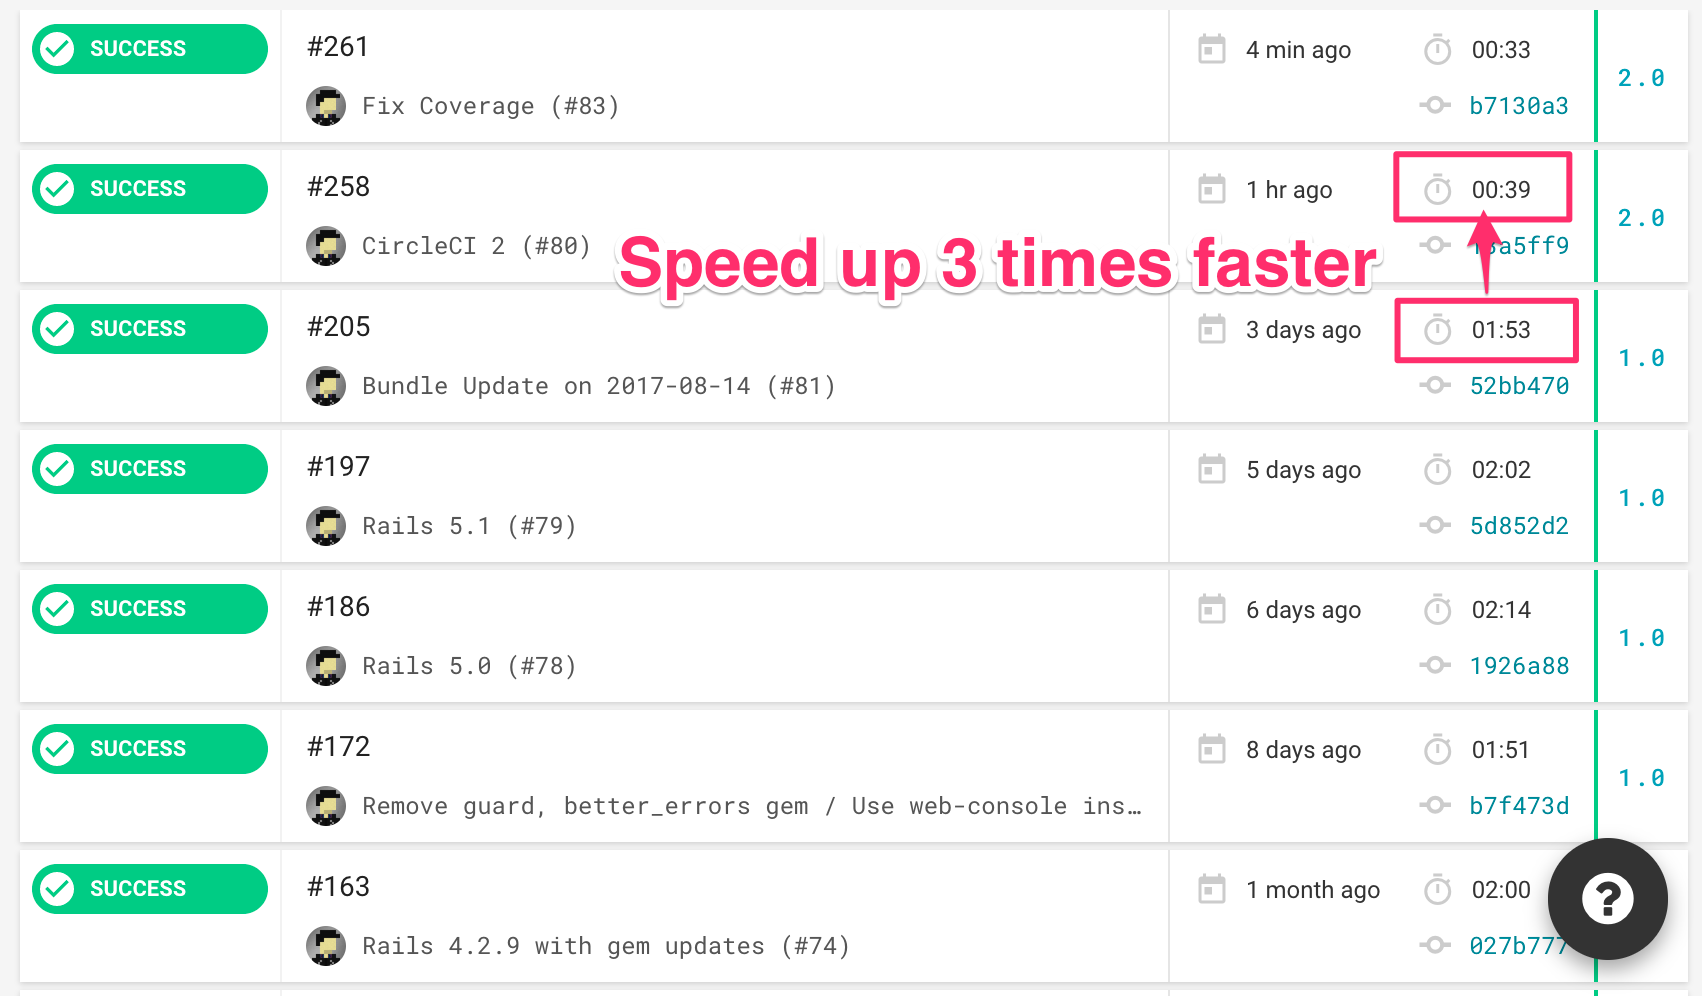 SUCCESS
#261
4 min ago
00:33
Fix Coverage (#83)
b7130a3
2.0
SUCCESS
#258
1 hr ago
00:39
CircleCI 2 (#80)
2.0
Speed up 3 times faster
SUCCESS
#205
3 days ago
01:53
Bundle Update on 2017-08-14 (#81)
52bb470
1.0
SUCCESS
#197
5 days ago
02:02
Rails 5.1 (#79)
5d852d2
1.0
SUCCESS
#186
6 days ago
02:14
Rails 5.0 (#78)
1926a88
1.0
SUCCESS
#172
8 days ago
01:51
Remove guard, better_errors gem / Use web-console ins…
b7f473d
1.0
SUCCESS
#163
1 month ago
02:00
Rails 4.2.9 with gem updates (#74)
027b777
?